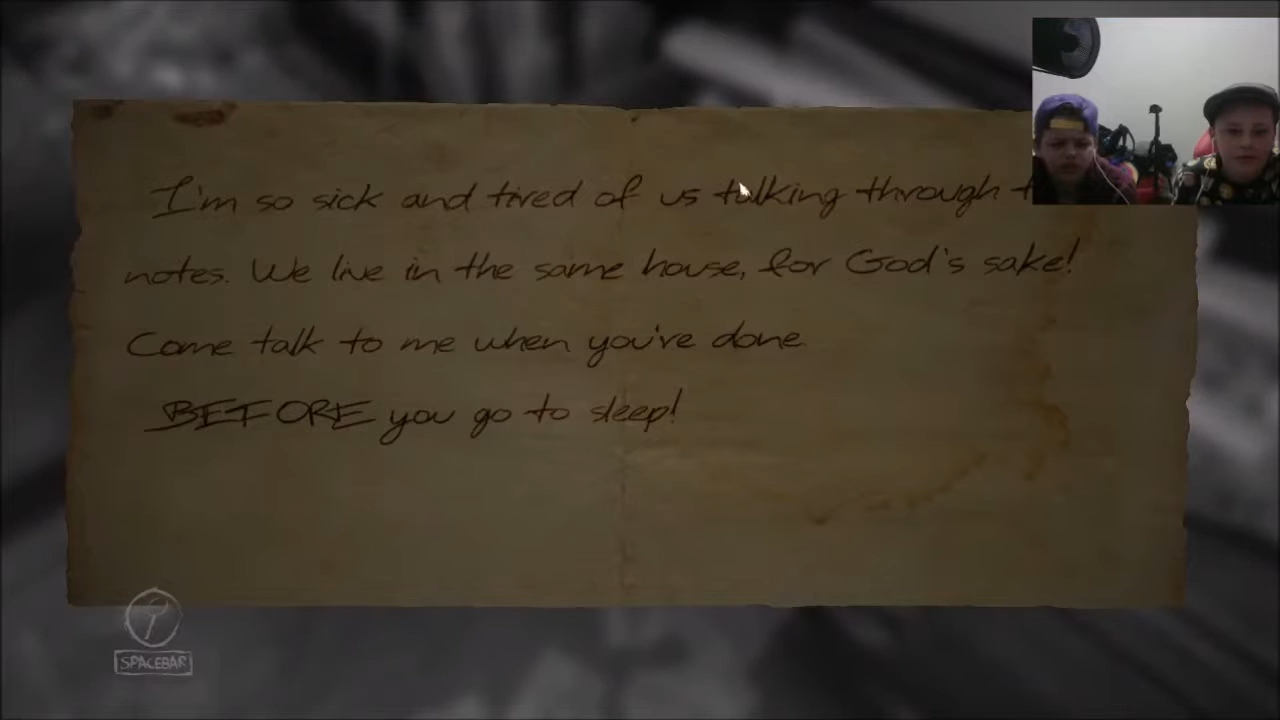 I'm so sick and tired of us talking through
notes. We live in the same house, for God's sake!
Come talk to me when you're done.
BEFORE you go to sleep!
SPACEBAR